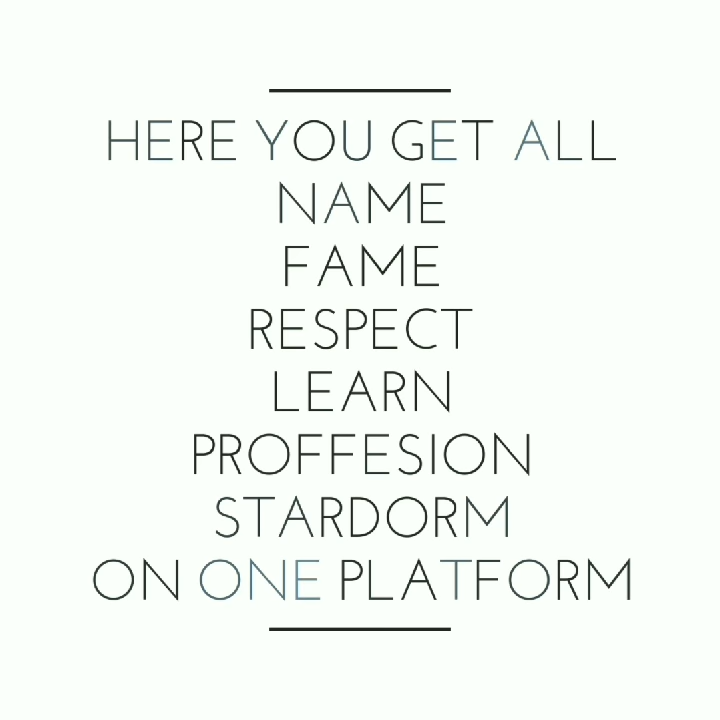 HERE YOU GET ALL
NAME
FAME
RESPECT
LEARN
PROFFESION
STARDORM
ON ONE PLATFORM